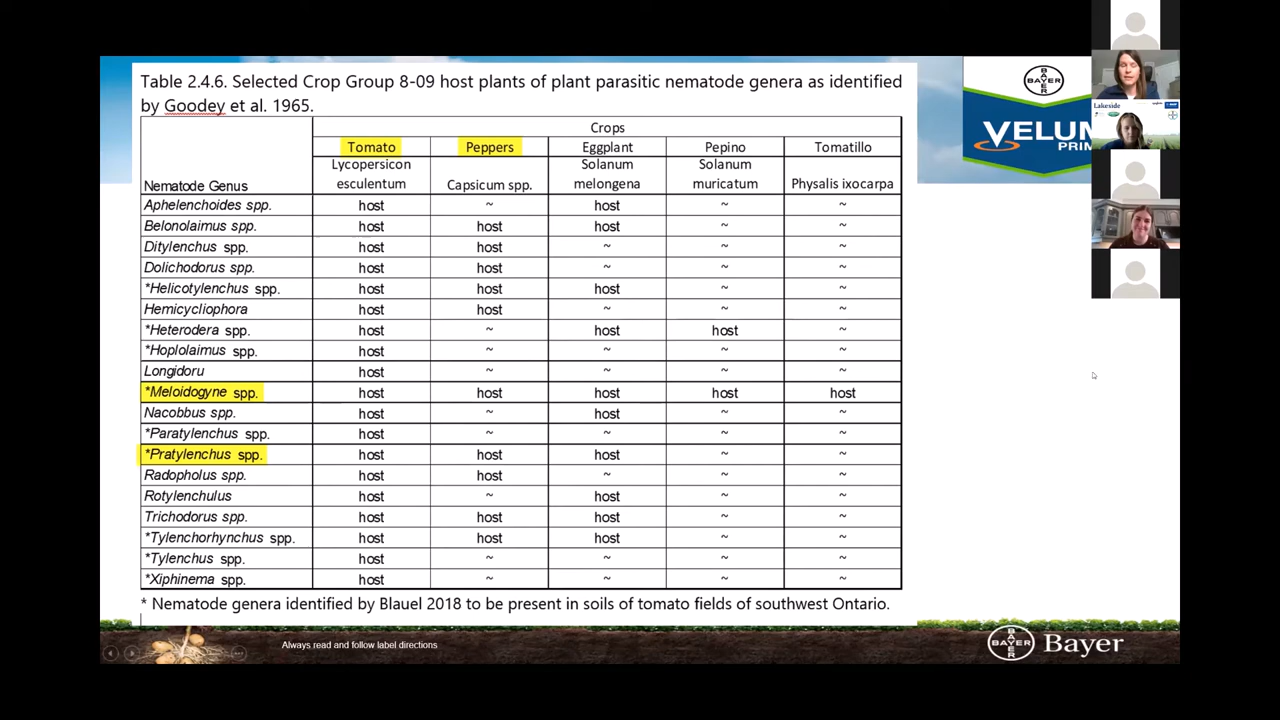 Table 2.4.6. Selected Crop Group 8-09 host plants of plant parasitic nematode genera as identified
by Goodey et al. 1965.
Crops
Tomato Peppers Eggplant Pepino Tomatillo
Nematode Genus Lycopersicon esculentum Capsicum spp. Solanum melongena Solanum muricatum Physalis ixocarpa
Aphelenchoides spp. host ~ host ~ ~
Belonolaimus spp. host host host ~ ~
Ditylenchus spp. host host ~ ~ ~
Dolichodorus spp. host host ~ ~ ~
*Helicotylenchus spp. host host host ~ ~
Hemicycliophora host host ~ ~ ~
*Heterodera spp. host ~ host host ~
*Hoplolaimus spp. host ~ ~ ~ ~
Longidoru host ~ ~ ~ ~
*Meloidogyne spp. host host host host host
Nacobbus spp. host ~ host ~ ~
*Paratylenchus spp. host ~ ~ ~ ~
*Pratylenchus spp. host host host ~ ~
Radopholus spp. host host ~ ~ ~
Rotylenchulus host ~ host ~ ~
Trichodorus spp. host host host ~ ~
*Tylenchorhynchus spp. host host host ~ ~
*Tylenchus spp. host ~ ~ ~ ~
*Xiphinema spp. host ~ ~ ~ ~
* Nematode genera identified by Blauel 2018 to be present in soils of tomato fields of southwest Ontario.
Always read and follow label directions
BAYER
BAYER
Bayer
BAYER
BAYER
VELUM
PRI
Lakeside